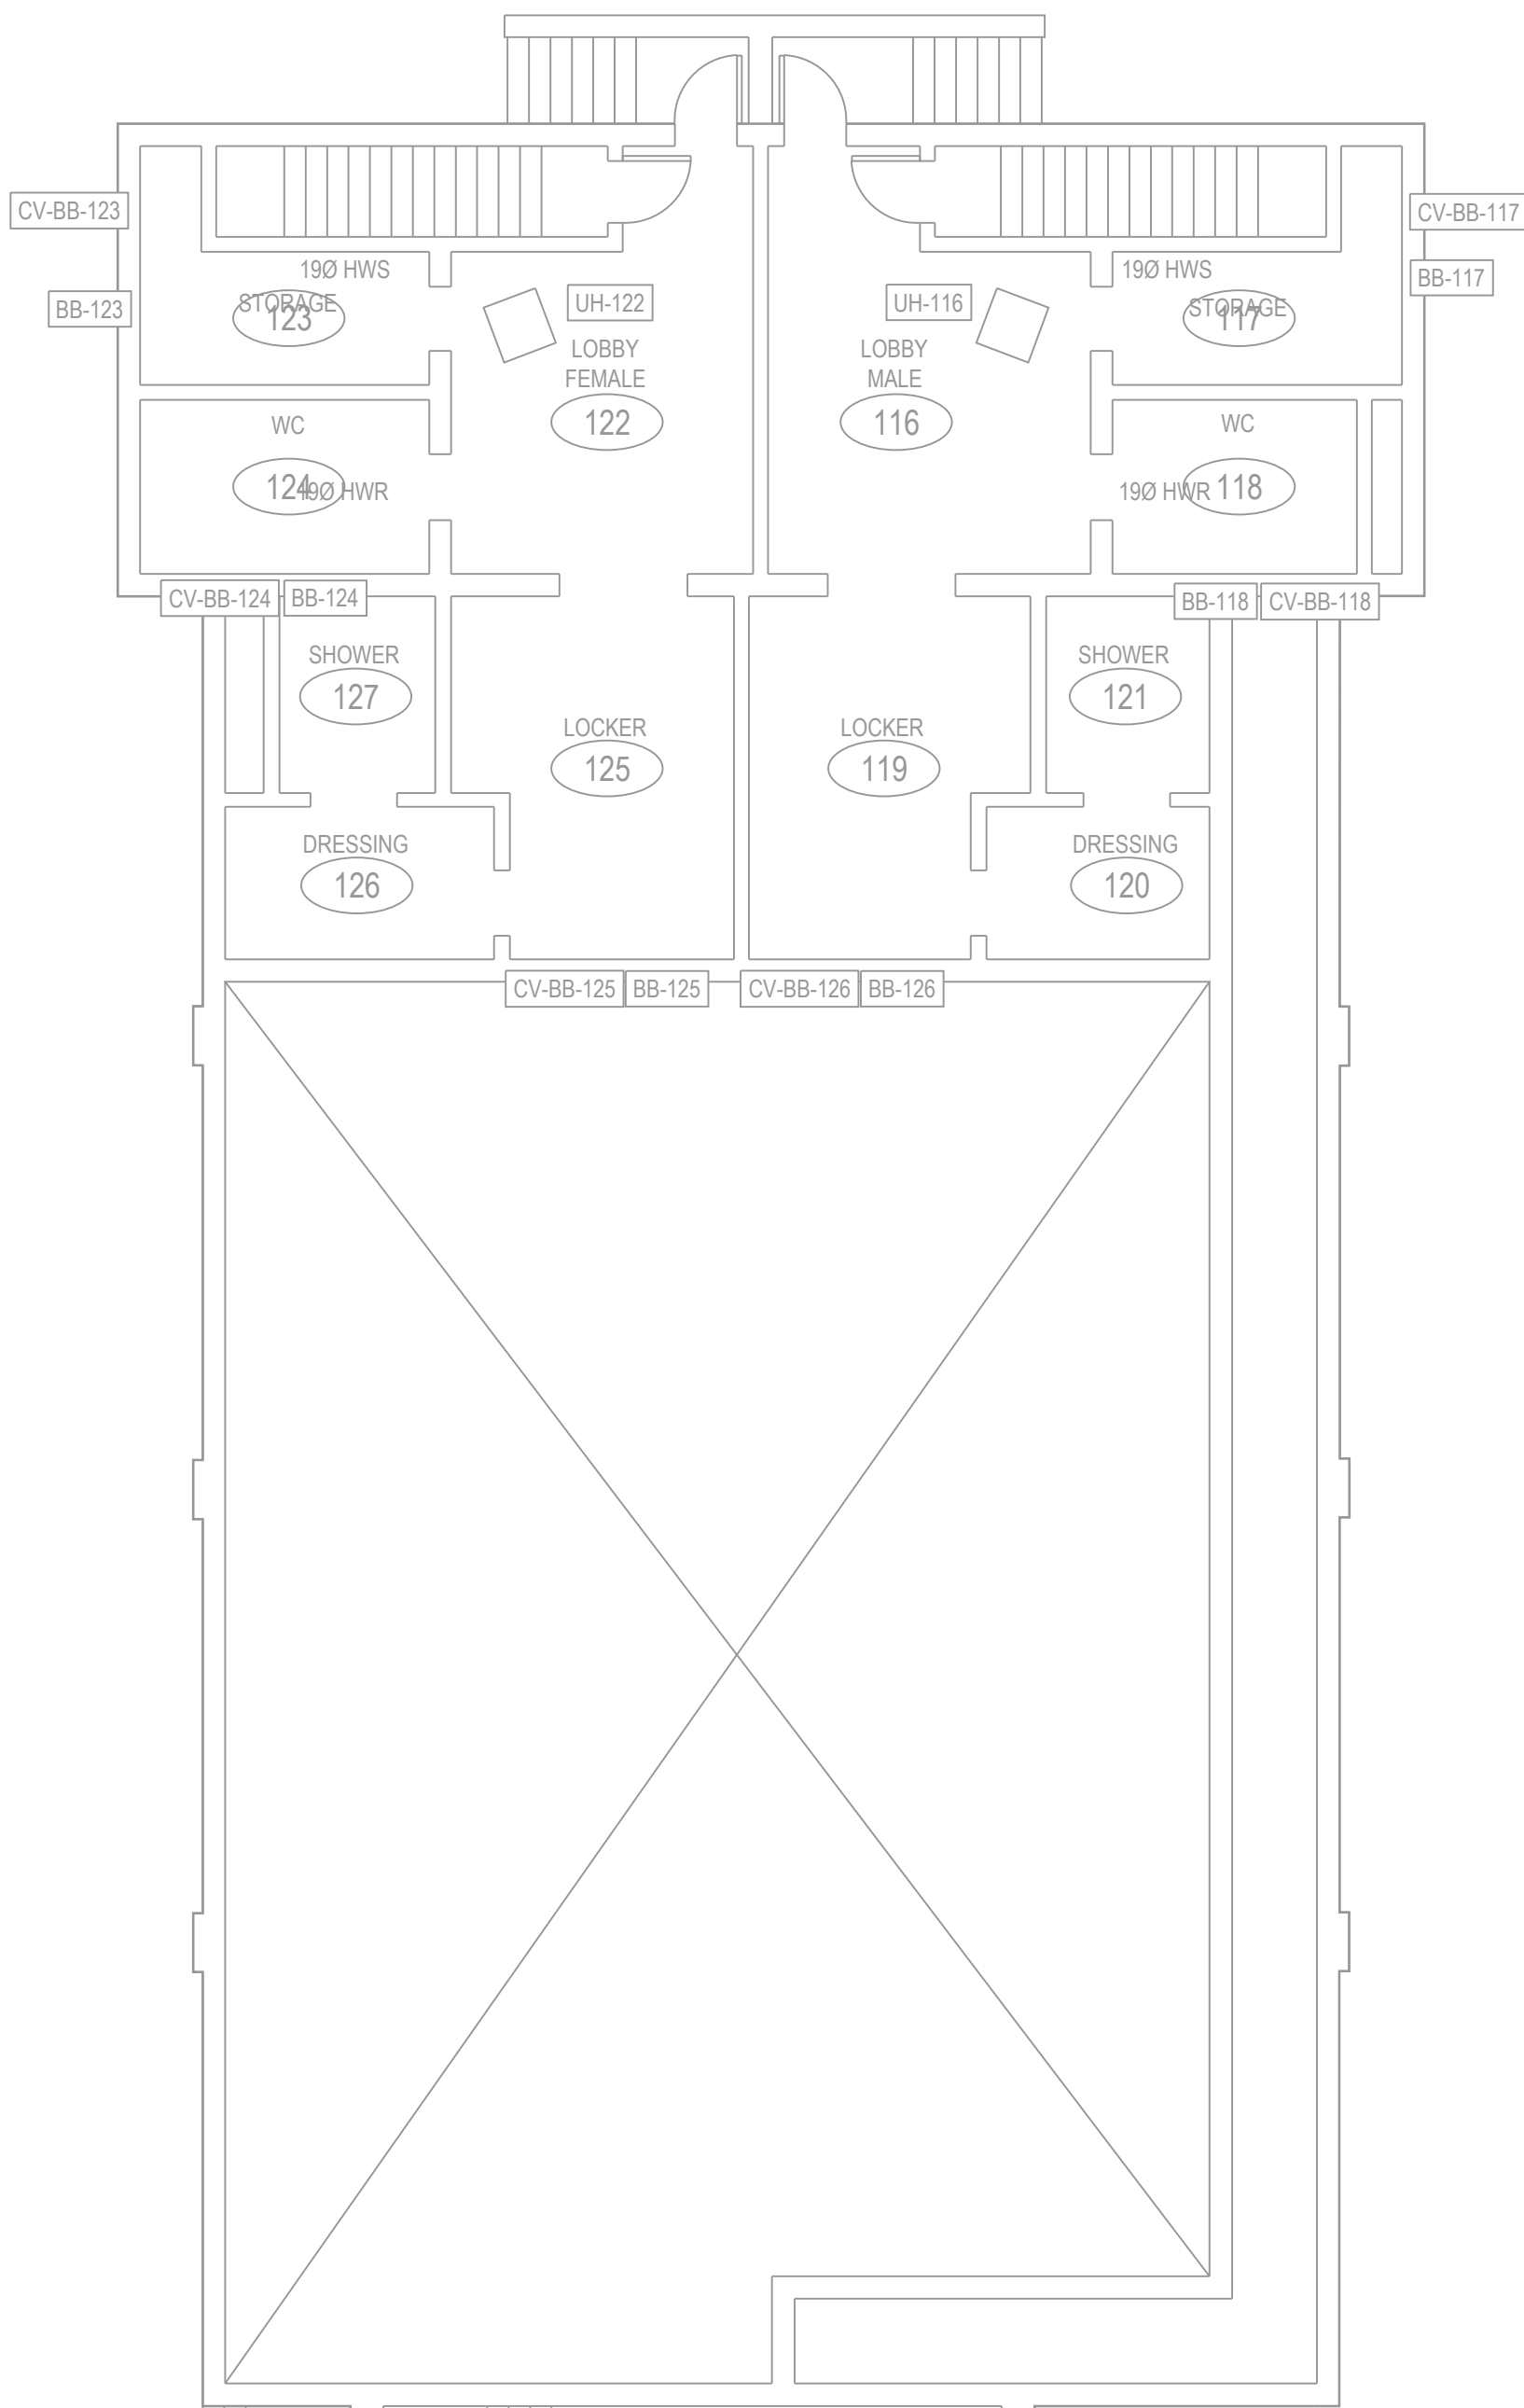 CV-BB-123
CV-BB-117
19Ø HWS
19Ø HWS
BB-117
BB-123
STORAGE
123
UH-122
UH-116
STORAGE
117
LOBBY
FEMALE
122
LOBBY
MALE
116
WC
124
19Ø HWR
WC
118
19Ø HWR
CV-BB-124
BB-124
BB-118
CV-BB-118
SHOWER
127
SHOWER
121
LOCKER
125
LOCKER
119
DRESSING
126
DRESSING
120
CV-BB-125
BB-125
CV-BB-126
BB-126